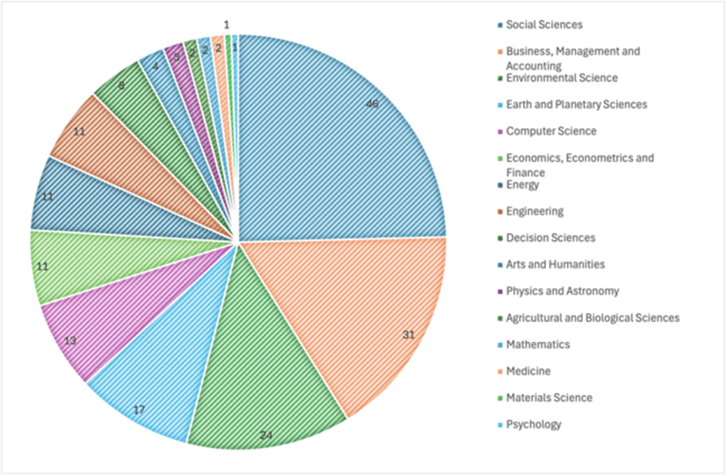 1
46
31
24
17
13
11
11
11
8
4
3
2
2
2
1
Social Sciences
Business, Management and
Accounting
Environmental Science
Earth and Planetary Sciences
Computer Science
Economics, Econometrics and
Finance
Energy
Engineering
Decision Sciences
Arts and Humanities
Physics and Astronomy
Agricultural and Biological Sciences
Mathematics
Medicine
Materials Science
Psychology